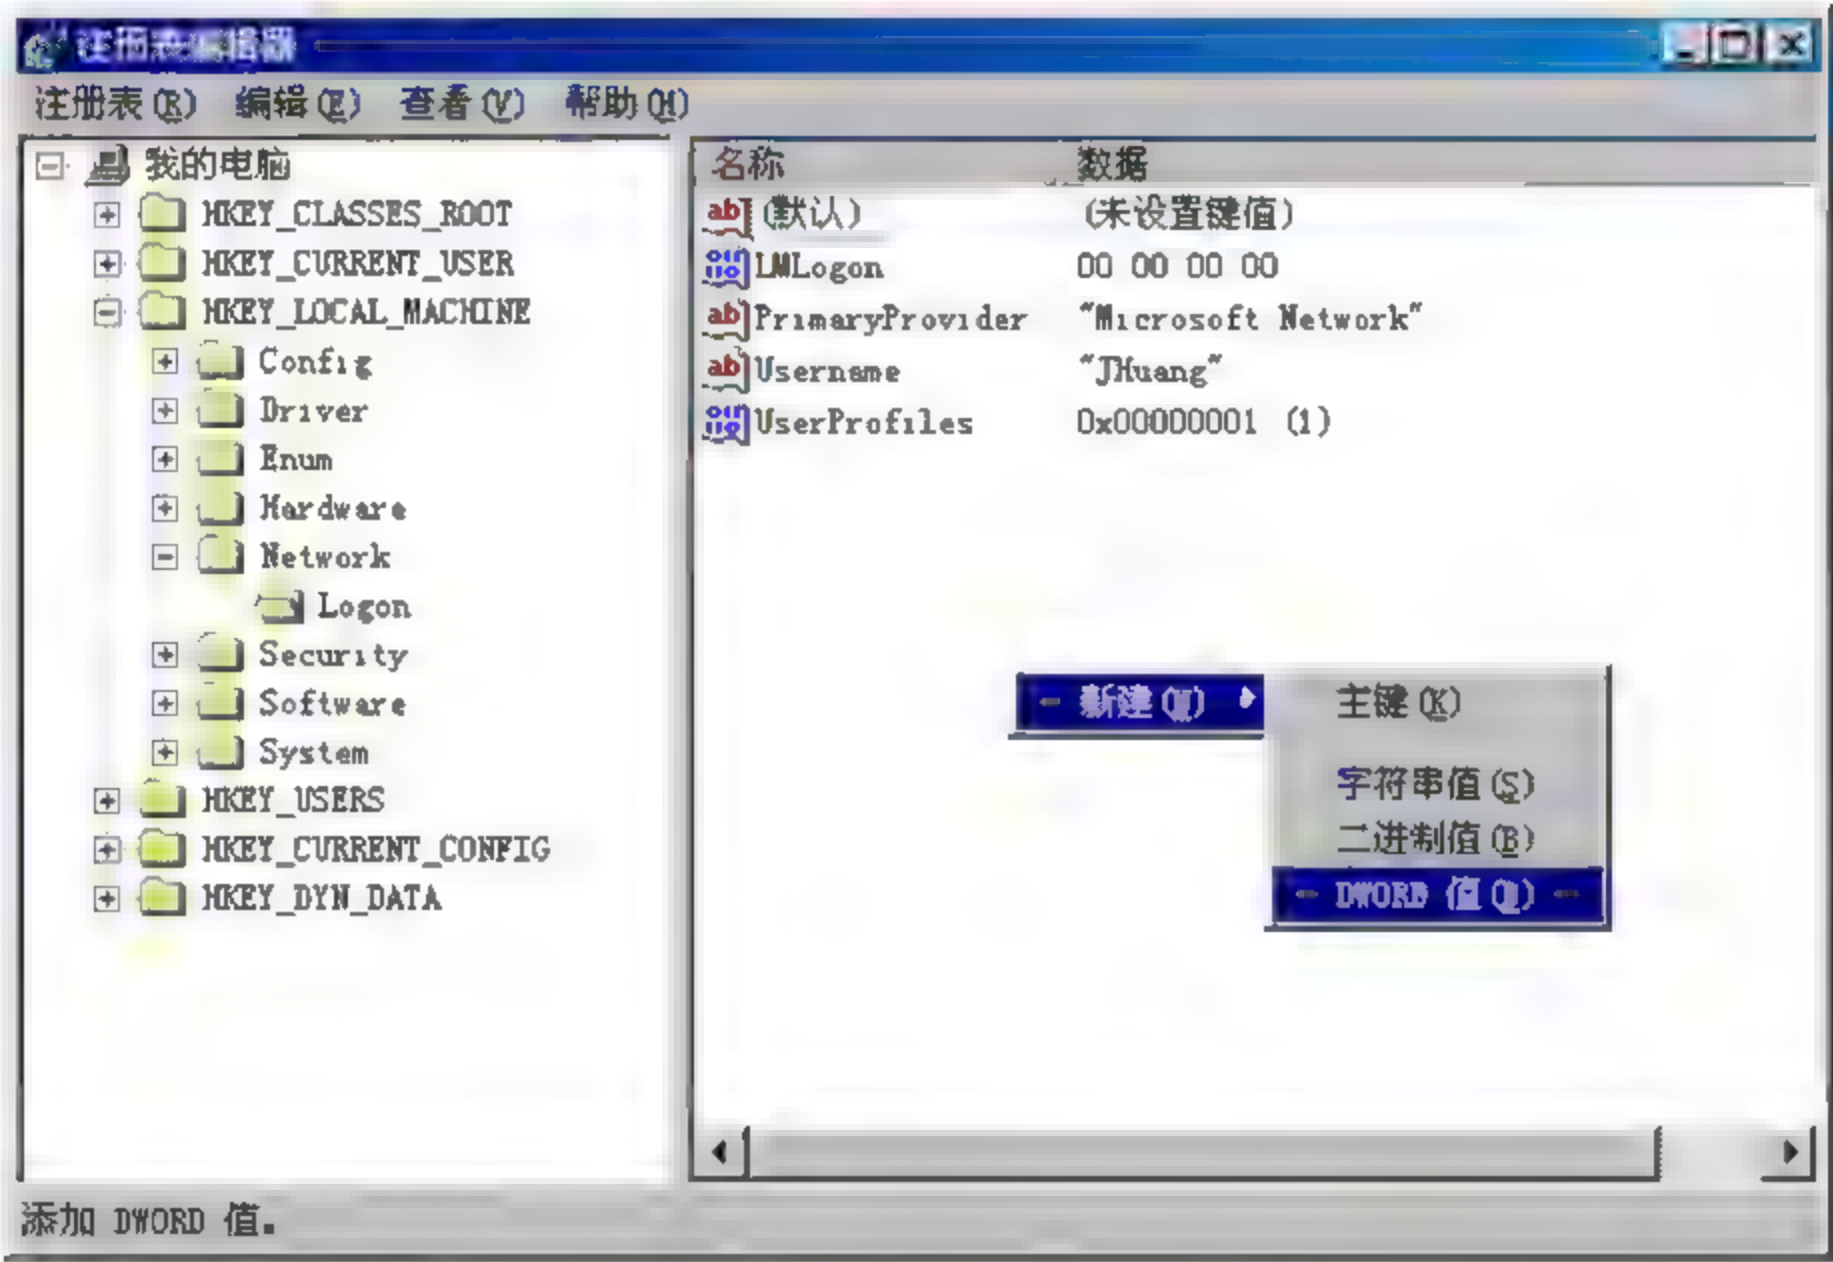 注册表编辑器
注册表(R) 编辑(E) 查看(V) 帮助(H)
我的电脑
HKEY_CLASSES_ROOT
HKEY_CURRENT_USER
HKEY_LOCAL_MACHINE
Config
Driver
Enum
Hardware
Network
Logon
Security
Software
System
HKEY_USERS
HKEY_CURRENT_CONFIG
HKEY_DYN_DATA
名称 数据
(默认) (未设置键值)
LMLogon 00 00 00 00
PrimaryProvider "Microsoft Network"
Username "JHuang"
UserProfiles 0x00000001 (1)
新建(N) 主键(K)
字符串值(S)
二进制值(B)
DWORD 值(D)
添加 DWORD 值。